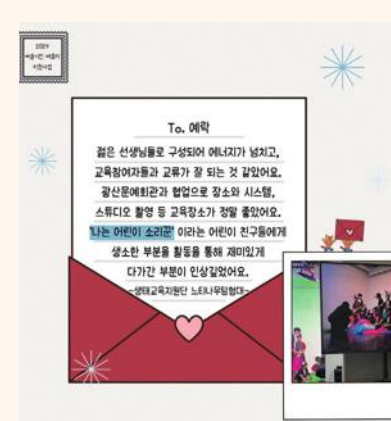 To. 예락
젊은 선생님들로 구성되어 에너지가 넘치고,
교육참여자들과 교류가 잘 되는 것 같았어요.
광산문예회관과 협업으로 장소와 시스템,
스튜디오 촬영 등 교육장소가 정말 좋았어요.
'나는 어린이 소리꾼' 이라는 어린이 친구들에게
생소한 부분을 활동을 통해 재미있게
다가간 부분이 인상깊었어요.
-생태교육지원단 느티나무탐험대-